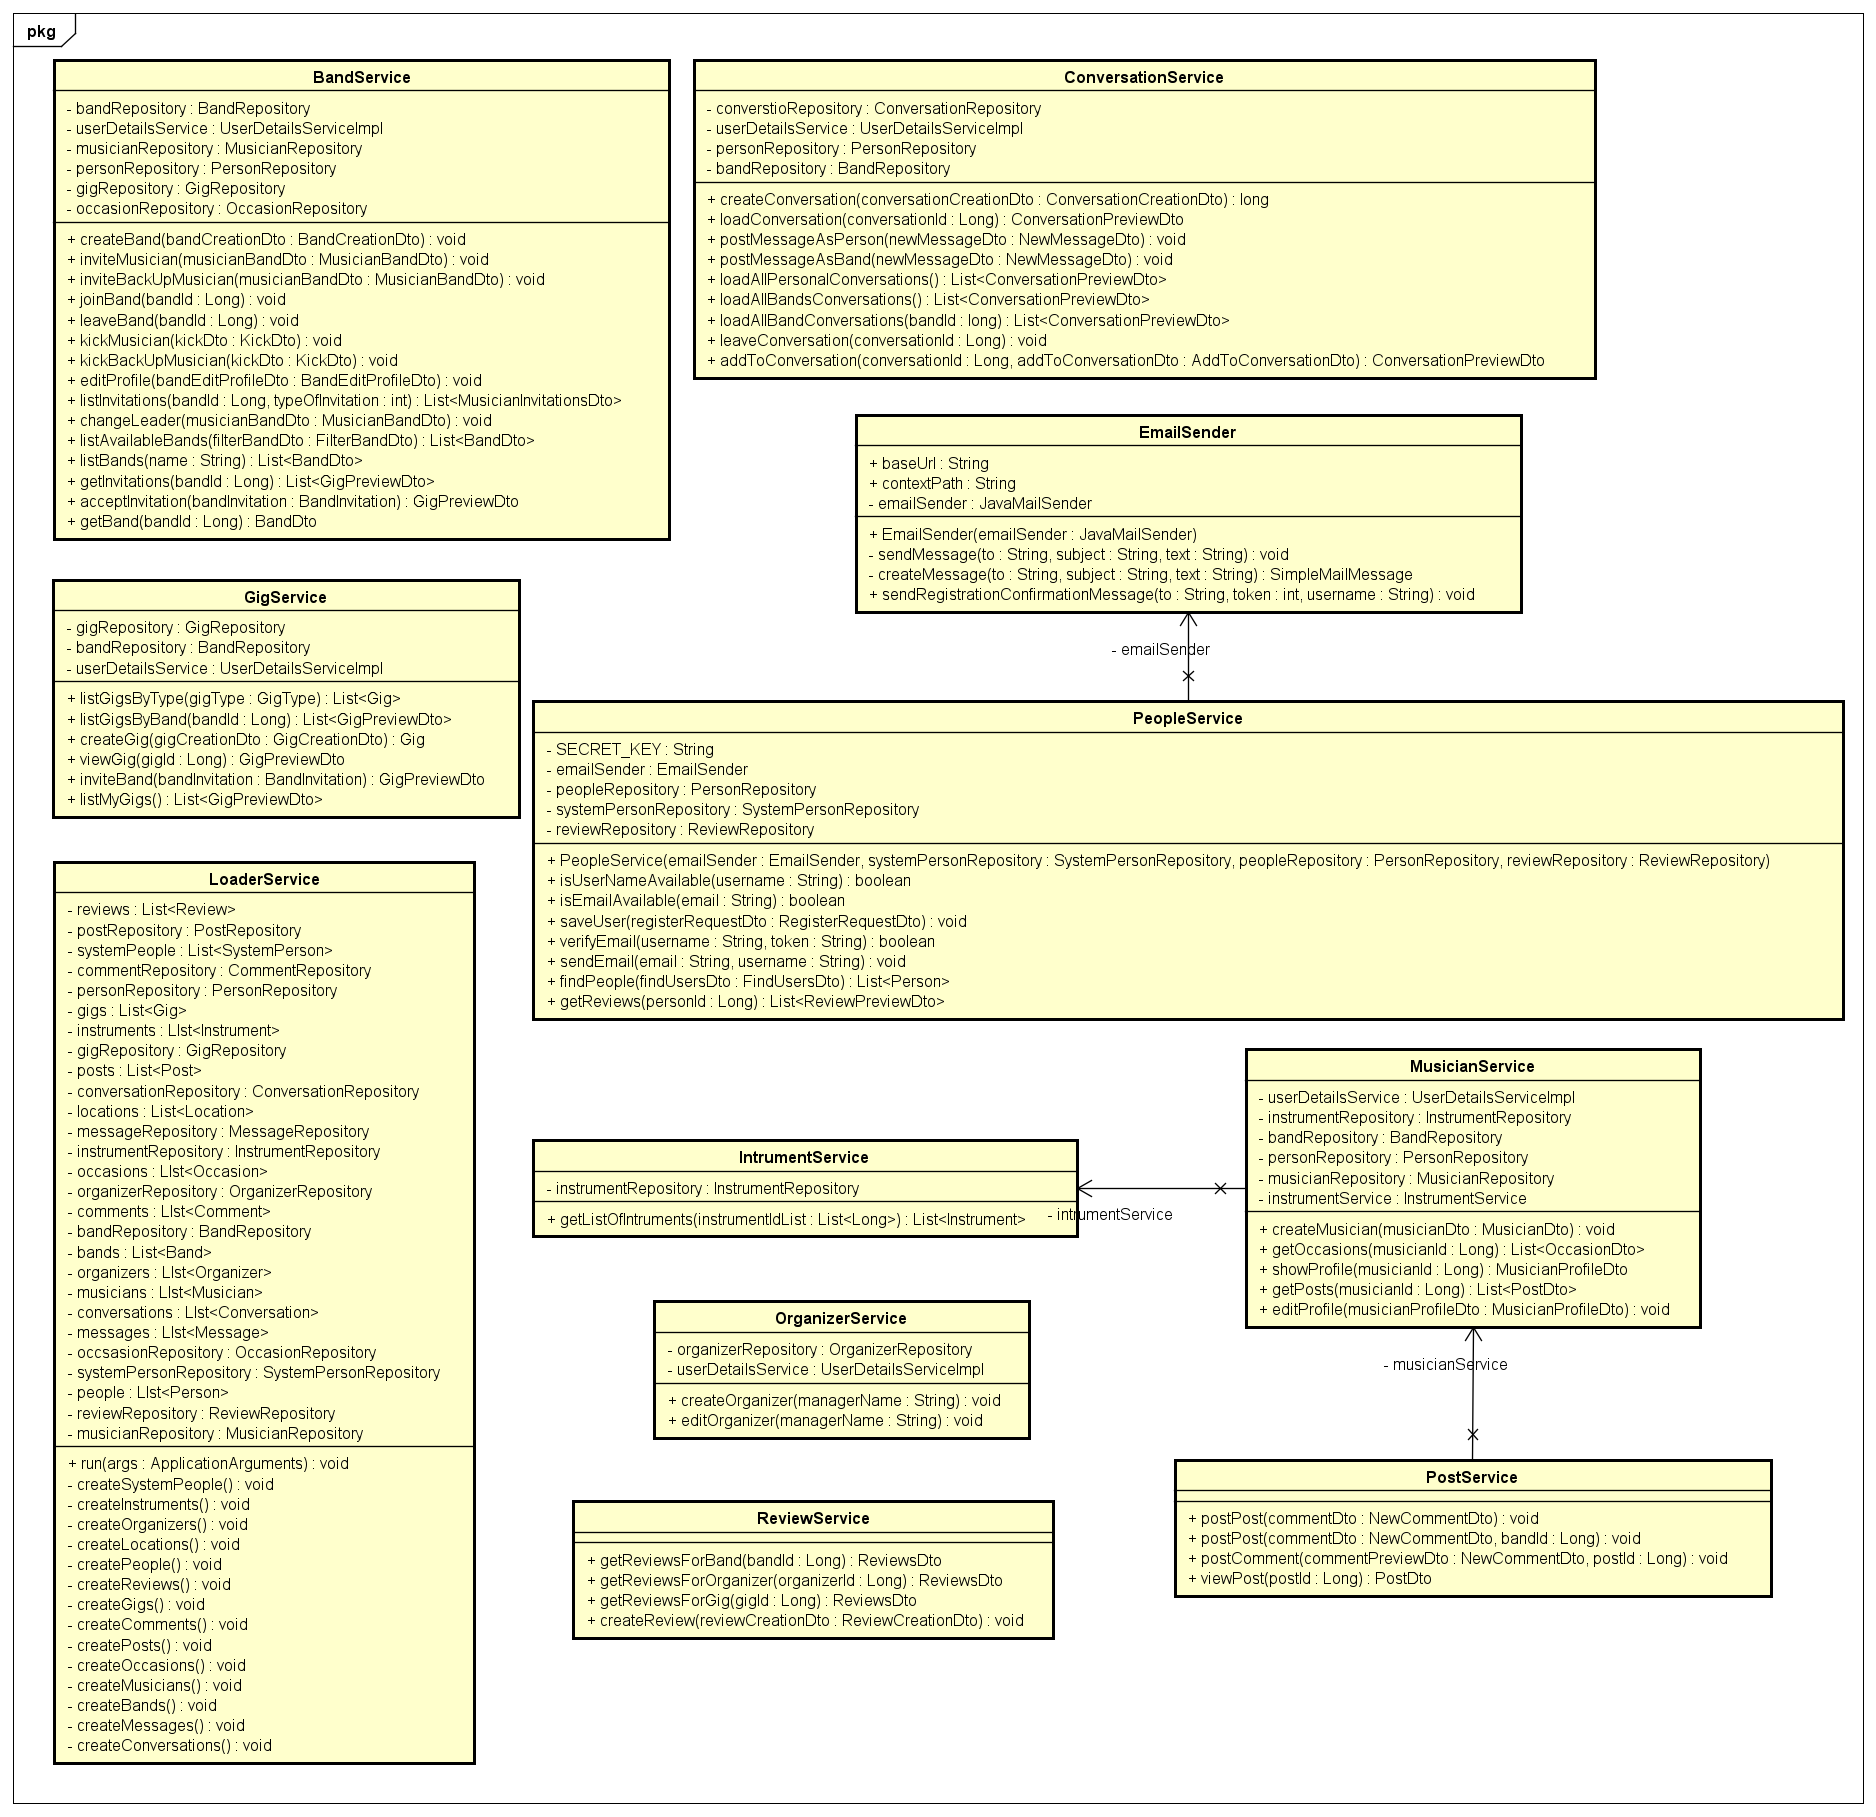 pkg
BandService
- bandRepository : BandRepository
- userDetailsService : UserDetailsServiceImpl
- musicianRepository : MusicianRepository
- personRepository : PersonRepository
- gigRepository : GigRepository
- occasionRepository : OccasionRepository
+ createBand(bandCreationDto : BandCreationDto) : void
+ inviteMusician(musicianBandDto : MusicianBandDto) : void
+ inviteBackUpMusician(musicianBandDto : MusicianBandDto) : void
+ joinBand(bandId : Long) : void
+ leaveBand(bandId : Long) : void
+ kickMusician(kickDto : KickDto) : void
+ kickBackUpMusician(kickDto : KickDto) : void
+ editProfile(bandEditProfileDto : BandEditProfileDto) : void
+ listInvitations(bandId : Long, typeOfInvitation : int) : List<MusicianInvitationsDto>
+ changeLeader(musicianBandDto : MusicianBandDto) : void
+ listAvailableBands(filterBandDto : FilterBandDto) : List<BandDto>
+ listBands(name : String) : List<BandDto>
+ getInvitations(bandId : Long) : List<GigPreviewDto>
+ acceptInvitation(bandInvitation : BandInvitation) : GigPreviewDto
+ getBand(bandId : Long) : BandDto
ConversationService
- converstioRepository : ConversationRepository
- userDetailsService : UserDetailsServiceImpl
- personRepository : PersonRepository
- bandRepository : BandRepository
+ createConversation(conversationCreationDto : ConversationCreationDto) : long
+ loadConversation(conversationId : Long) : ConversationPreviewDto
+ postMessageAsPerson(newMessageDto : NewMessageDto) : void
+ postMessageAsBand(newMessageDto : NewMessageDto) : void
+ loadAllPersonalConversations() : List<ConversationPreviewDto>
+ loadAllBandsConversations() : List<ConversationPreviewDto>
+ loadAllBandConversations(bandId : long) : List<ConversationPreviewDto>
+ leaveConversation(conversationId : Long) : void
+ addToConversation(conversationId : Long, addToConversationDto : AddToConversationDto) : ConversationPreviewDto
EmailSender
+ baseUrl : String
+ contextPath : String
- emailSender : JavaMailSender
+ EmailSender(emailSender : JavaMailSender)
- sendMessage(to : String, subject : String, text : String) : void
- createMessage(to : String, subject : String, text : String) : SimpleMailMessage
+ sendRegistrationConfirmationMessage(to : String, token : int, username : String) : void
- emailSender
GigService
- gigRepository : GigRepository
- bandRepository : BandRepository
- userDetailsService : UserDetailsServiceImpl
+ listGigsByType(gigType : GigType) : List<Gig>
+ listGigsByBand(bandId : Long) : List<GigPreviewDto>
+ createGig(gigCreationDto : GigCreationDto) : Gig
+ viewGig(gigId : Long) : GigPreviewDto
+ inviteBand(bandInvitation : BandInvitation) : GigPreviewDto
+ listMyGigs() : List<GigPreviewDto>
PeopleService
- SECRET_KEY : String
- emailSender : EmailSender
- peopleRepository : PersonRepository
- systemPersonRepository : SystemPersonRepository
- reviewRepository : ReviewRepository
+ PeopleService(emailSender : EmailSender, systemPersonRepository : SystemPersonRepository, peopleRepository : PersonRepository, reviewRepository : ReviewRepository)
+ isUserNameAvailable(username : String) : boolean
+ isEmailAvailable(email : String) : boolean
+ saveUser(registerRequestDto : RegisterRequestDto) : void
+ verifyEmail(username : String, token : String) : boolean
+ sendEmail(email : String, username : String) : void
+ findPeople(findUsersDto : FindUsersDto) : List<Person>
+ getReviews(personId : Long) : List<ReviewPreviewDto>
LoaderService
- reviews : List<Review>
- postRepository : PostRepository
- systemPeople : List<SystemPerson>
- commentRepository : CommentRepository
- personRepository : PersonRepository
- gigs : List<Gig>
- instruments : LIst<Instrument>
- gigRepository : GigRepository
- posts : List<Post>
- conversationRepository : ConversationRepository
- locations : List<Location>
- messageRepository : MessageRepository
- instrumentRepository : InstrumentRepository
- occasions : LIst<Occasion>
- organizerRepository : OrganizerRepository
- comments : LIst<Comment>
- bandRepository : BandRepository
- bands : List<Band>
- organizers : LIst<Organizer>
- musicians : LIst<Musician>
- conversations : LIst<Conversation>
- messages : LIst<Message>
- occsasionRepository : OccasionRepository
- systemPersonRepository : SystemPersonRepository
- people : LIst<Person>
- reviewRepository : ReviewRepository
- musicianRepository : MusicianRepository
+ run(args : ApplicationArguments) : void
- createSystemPeople() : void
- createInstruments() : void
- createOrganizers() : void
- createLocations() : void
- createPeople() : void
- createReviews() : void
- createGigs() : void
- createComments() : void
- createPosts() : void
- createOccasions() : void
- createMusicians() : void
- createBands() : void
- createMessages() : void
- createConversations() : void
MusicianService
- userDetailsService : UserDetailsServiceImpl
- instrumentRepository : InstrumentRepository
- bandRepository : BandRepository
- personRepository : PersonRepository
- musicianRepository : MusicianRepository
- instrumentService : InstrumentService
+ createMusician(musicianDto : MusicianDto) : void
+ getOccasions(musicianId : Long) : List<OccasionDto>
+ showProfile(musicianId : Long) : MusicianProfileDto
+ getPosts(musicianId : Long) : List<PostDto>
+ editProfile(musicianProfileDto : MusicianProfileDto) : void
IntrumentService
- instrumentRepository : InstrumentRepository
+ getListOfIntruments(instrumentIdList : List<Long>) : List<Instrument>
- intrumentService
OrganizerService
- organizerRepository : OrganizerRepository
- userDetailsService : UserDetailsServiceImpl
+ createOrganizer(managerName : String) : void
+ editOrganizer(managerName : String) : void
- musicianService
PostService
+ postPost(commentDto : NewCommentDto) : void
+ postPost(commentDto : NewCommentDto, bandId : Long) : void
+ postComment(commentPreviewDto : NewCommentDto, postId : Long) : void
+ viewPost(postId : Long) : PostDto
ReviewService
+ getReviewsForBand(bandId : Long) : ReviewsDto
+ getReviewsForOrganizer(organizerId : Long) : ReviewsDto
+ getReviewsForGig(gigId : Long) : ReviewsDto
+ createReview(reviewCreationDto : ReviewCreationDto) : void